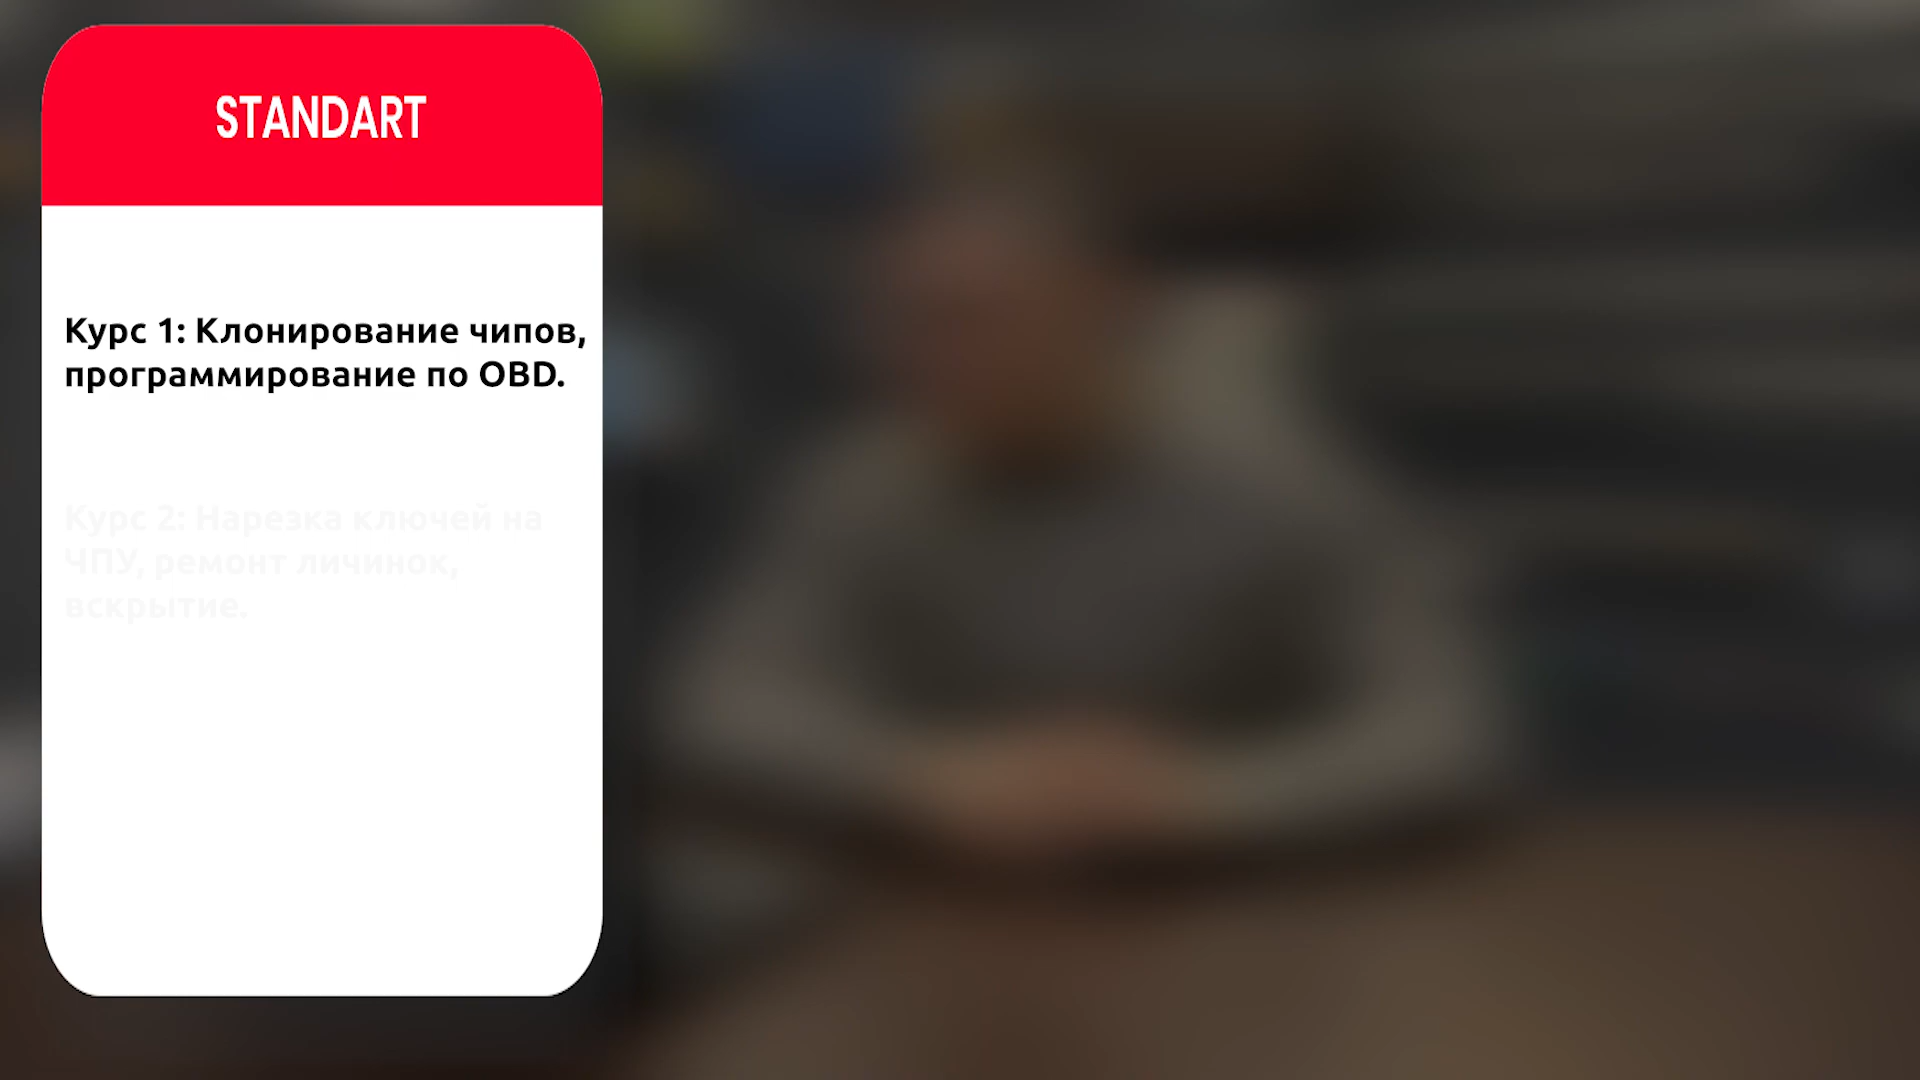 STANDART
Курс 1: Клонирование чипов,
программирование по OBD.
Курс 2: Нарезка ключей на
ЧПУ, ремонт личинок,
вскрытие.